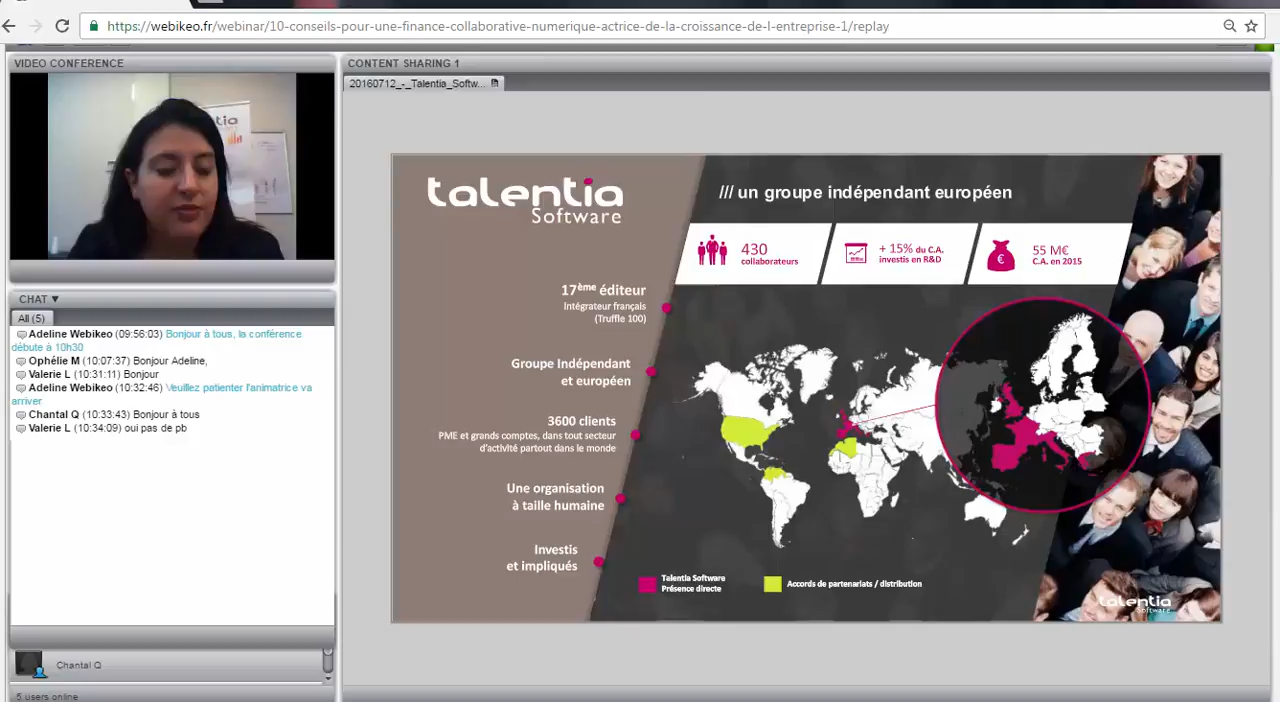 https://webikeo.fr/webinar/10-conseils-pour-une-finance-collaborative-numerique-actrice-de-la-croissance-de-l-entreprise-1/replay
VIDEO CONFERENCE
CHAT ▼
All (5)
Adeline Webikeo (09:56:03) Bonjour à tous, la conférence
débute à 10h30
Ophélie M (10:07:37) Bonjour Adeline,
Valerie L (10:31:11) Bonjour
Adeline Webikeo (10:32:46) Veuillez patienter l'animatrice va
arriver
Chantal Q (10:33:43) Bonjour à tous
Valerie L (10:34:09) oui pas de pb
Chantal Q
5 users online
CONTENT SHARING 1
20160712_-_Talentia_Softw...
talentia
Software
/// un groupe indépendant européen
430
collaborateurs
+ 15% du C.A.
investis en R&D
55 M€
C.A. en 2015
17ème éditeur
Intégrateur français
(Truffle 100)
Groupe Indépendant
et européen
3600 clients
PME et grands comptes, dans tout secteur
d'activité partout dans le monde
Une organisation
à taille humaine
Investis
et impliqués
Talentia Software
Présence directe
Accords de partenariats / distribution
talentia
Software